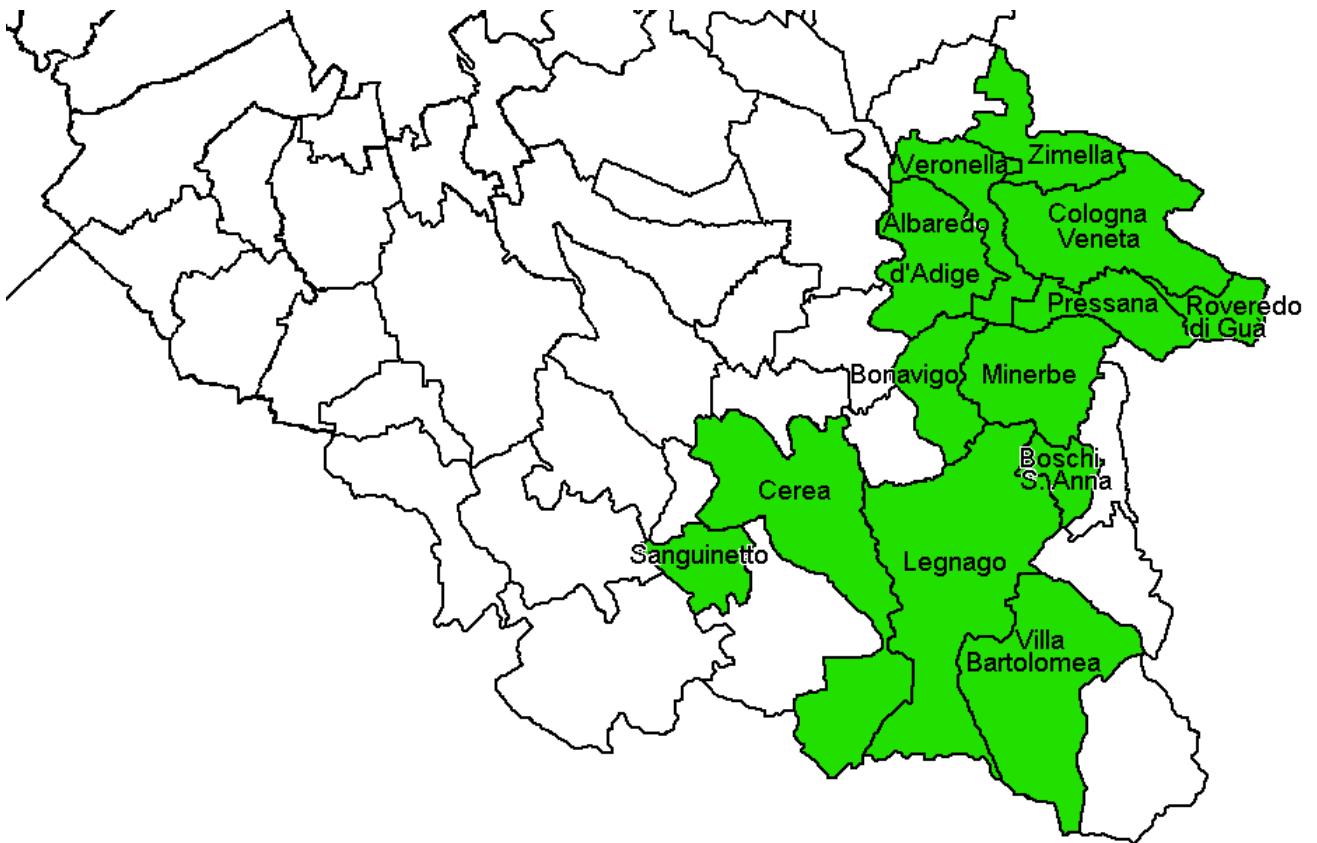 Zimella
Veronella
Cologna
Veneta
Albaredo
d'Adige
Pressana
Roveredo
di Guà
Bonavigo
Minerbe
Boschi
S. Anna
Cerea
Sanguinetto
Legnago
Villa
Bartolomea